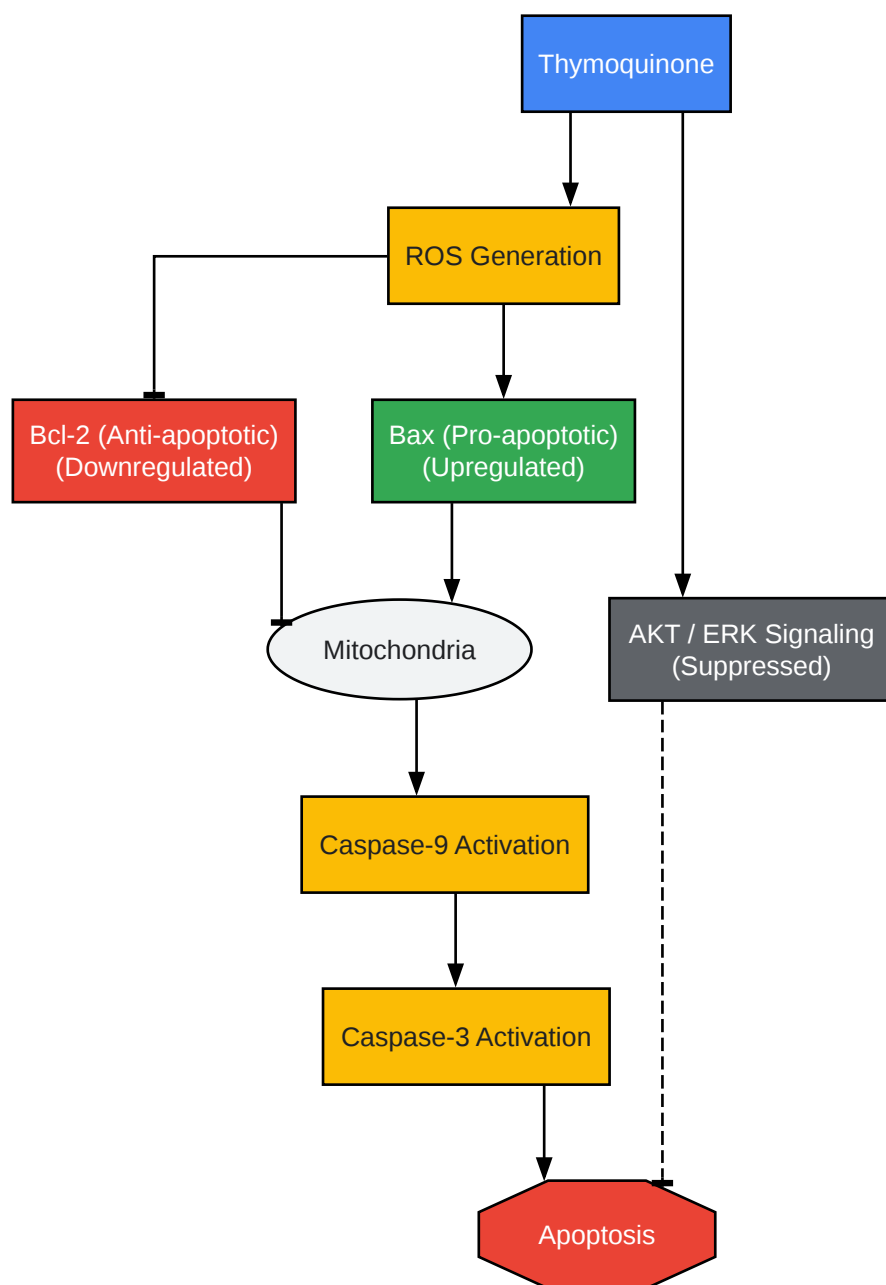 Thymoquinone
ROS Generation
Bcl-2 (Anti-apoptotic)
(Downregulated)
Bax (Pro-apoptotic)
(Upregulated)
Mitochondria
AKT / ERK Signaling
(Suppressed)
Caspase-9 Activation
Caspase-3 Activation
Apoptosis